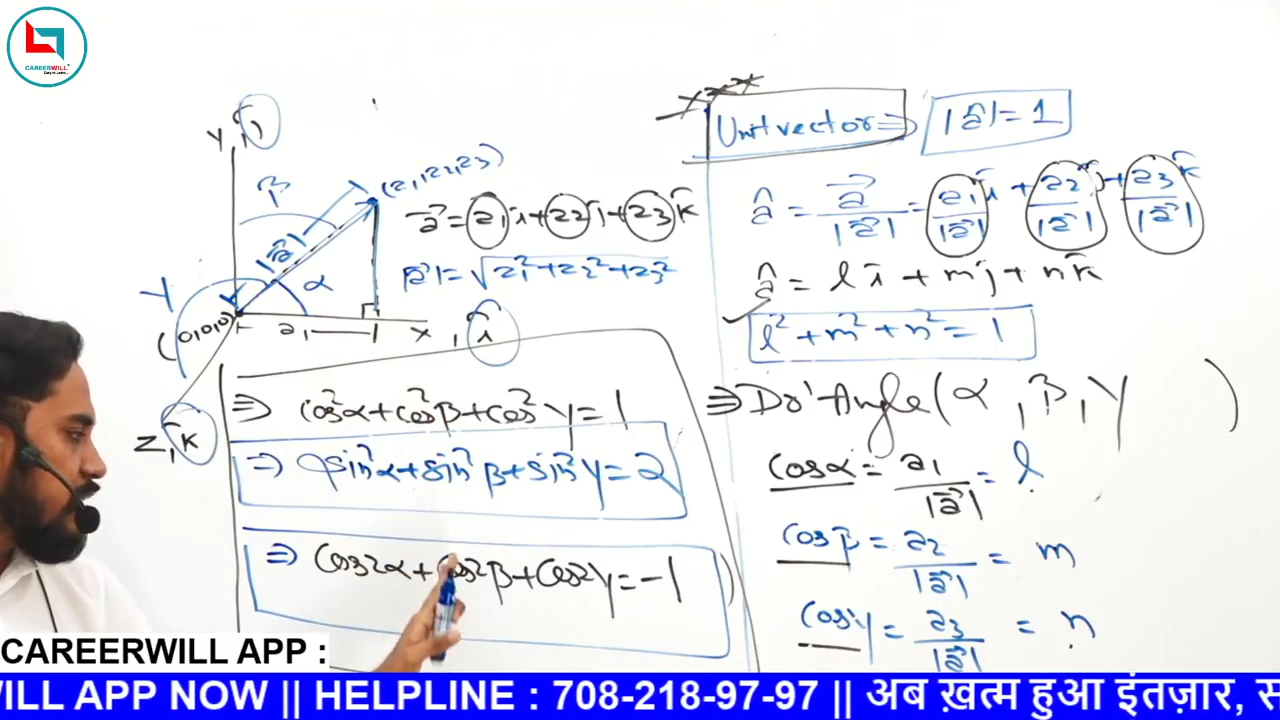 CAREERWILL
Y, ĵ
β
(a₁, a₂, a₃)
|a⃗|
α
γ
(0,0,0)
a₁
X, î
Z, k̂
a⃗ = a₁î + a₂ĵ + a₃k̂
|a⃗| = √a₁² + a₂² + a₃²
⇒ cos²α + cos²β + cos²γ = 1
⇒ sin²α + sin²β + sin²γ = 2
⇒ cos2α + cos2β + cos2γ = -1
Unit vector ⇒ |â| = 1
â = a⃗/|a⃗| = a₁/|a⃗| î + a₂/|a⃗| ĵ + a₃/|a⃗| k̂
â = lî + mĵ + nk̂
l² + m² + n² = 1
⇒ Do' Angle (α, β, γ )
cosα = a₁/|a⃗| = l
cosβ = a₂/|a⃗| = m
cosγ = a₃/|a⃗| = n
CAREERWILL APP :
WILL APP NOW || HELPLINE : 708-218-97-97 || अब ख़त्म हुआ इंतज़ार, स